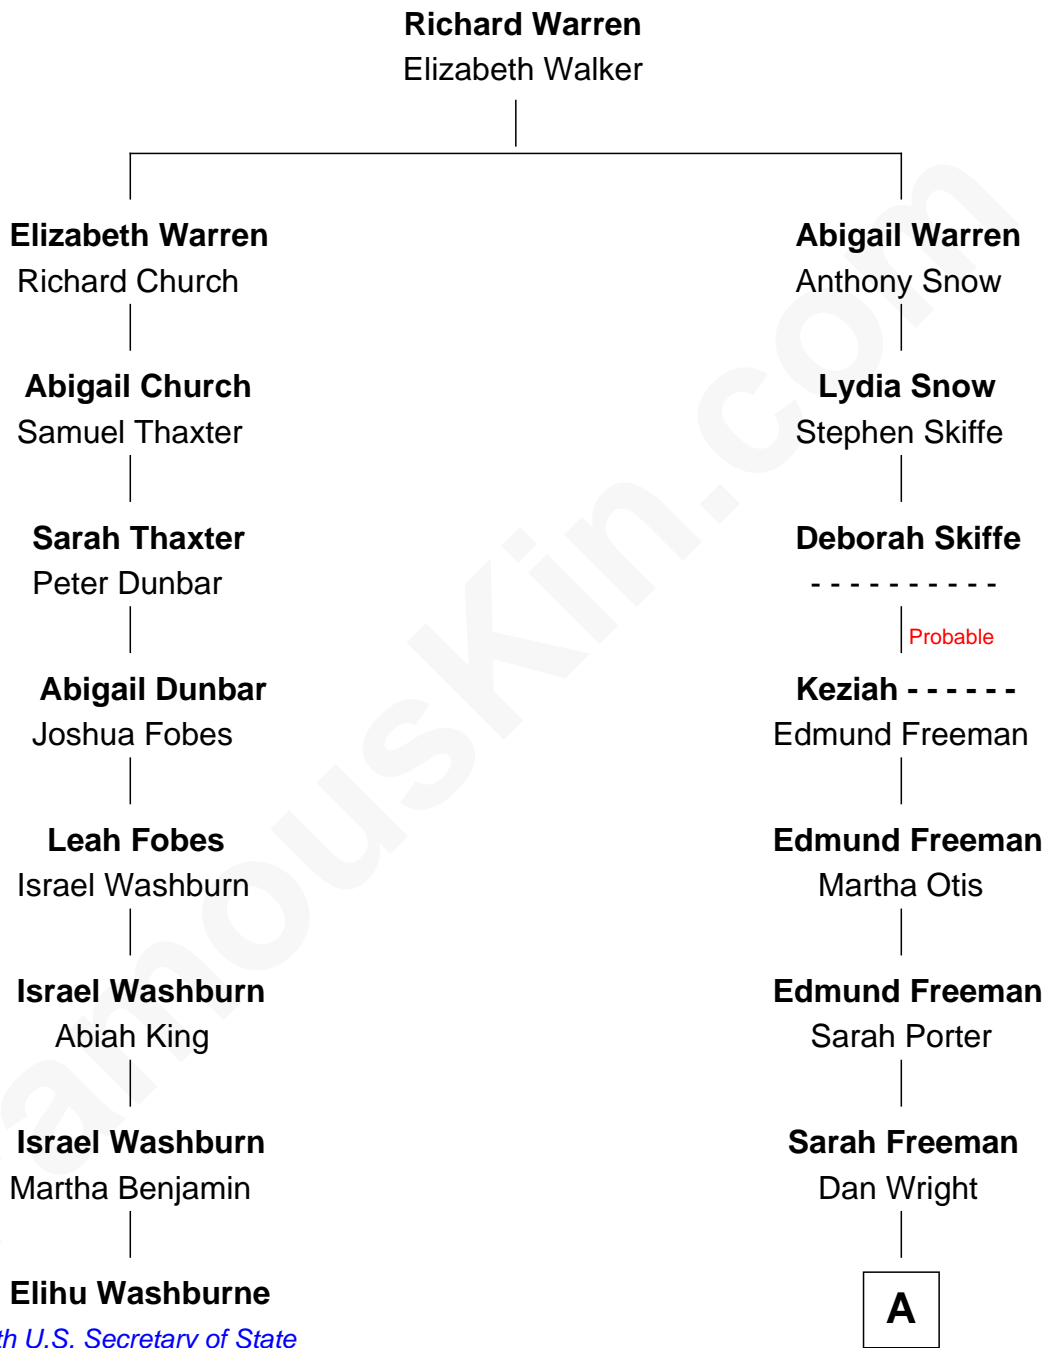 Richard Warren
Elizabeth Walker
Elizabeth Warren
Richard Church
Abigail Church
Samuel Thaxter
Sarah Thaxter
Peter Dunbar
Abigail Dunbar
Joshua Fobes
Leah Fobes
Israel Washburn
Israel Washburn
Abiah King
Israel Washburn
Martha Benjamin
Elihu Washburne
th U.S. Secretary of State
Abigail Warren
Anthony Snow
Lydia Snow
Stephen Skiffe
Deborah Skiffe
- - - - - - - - - -
Probable
Keziah - - - - - -
Edmund Freeman
Edmund Freeman
Martha Otis
Edmund Freeman
Sarah Porter
Sarah Freeman
Dan Wright
A
amousKin.com